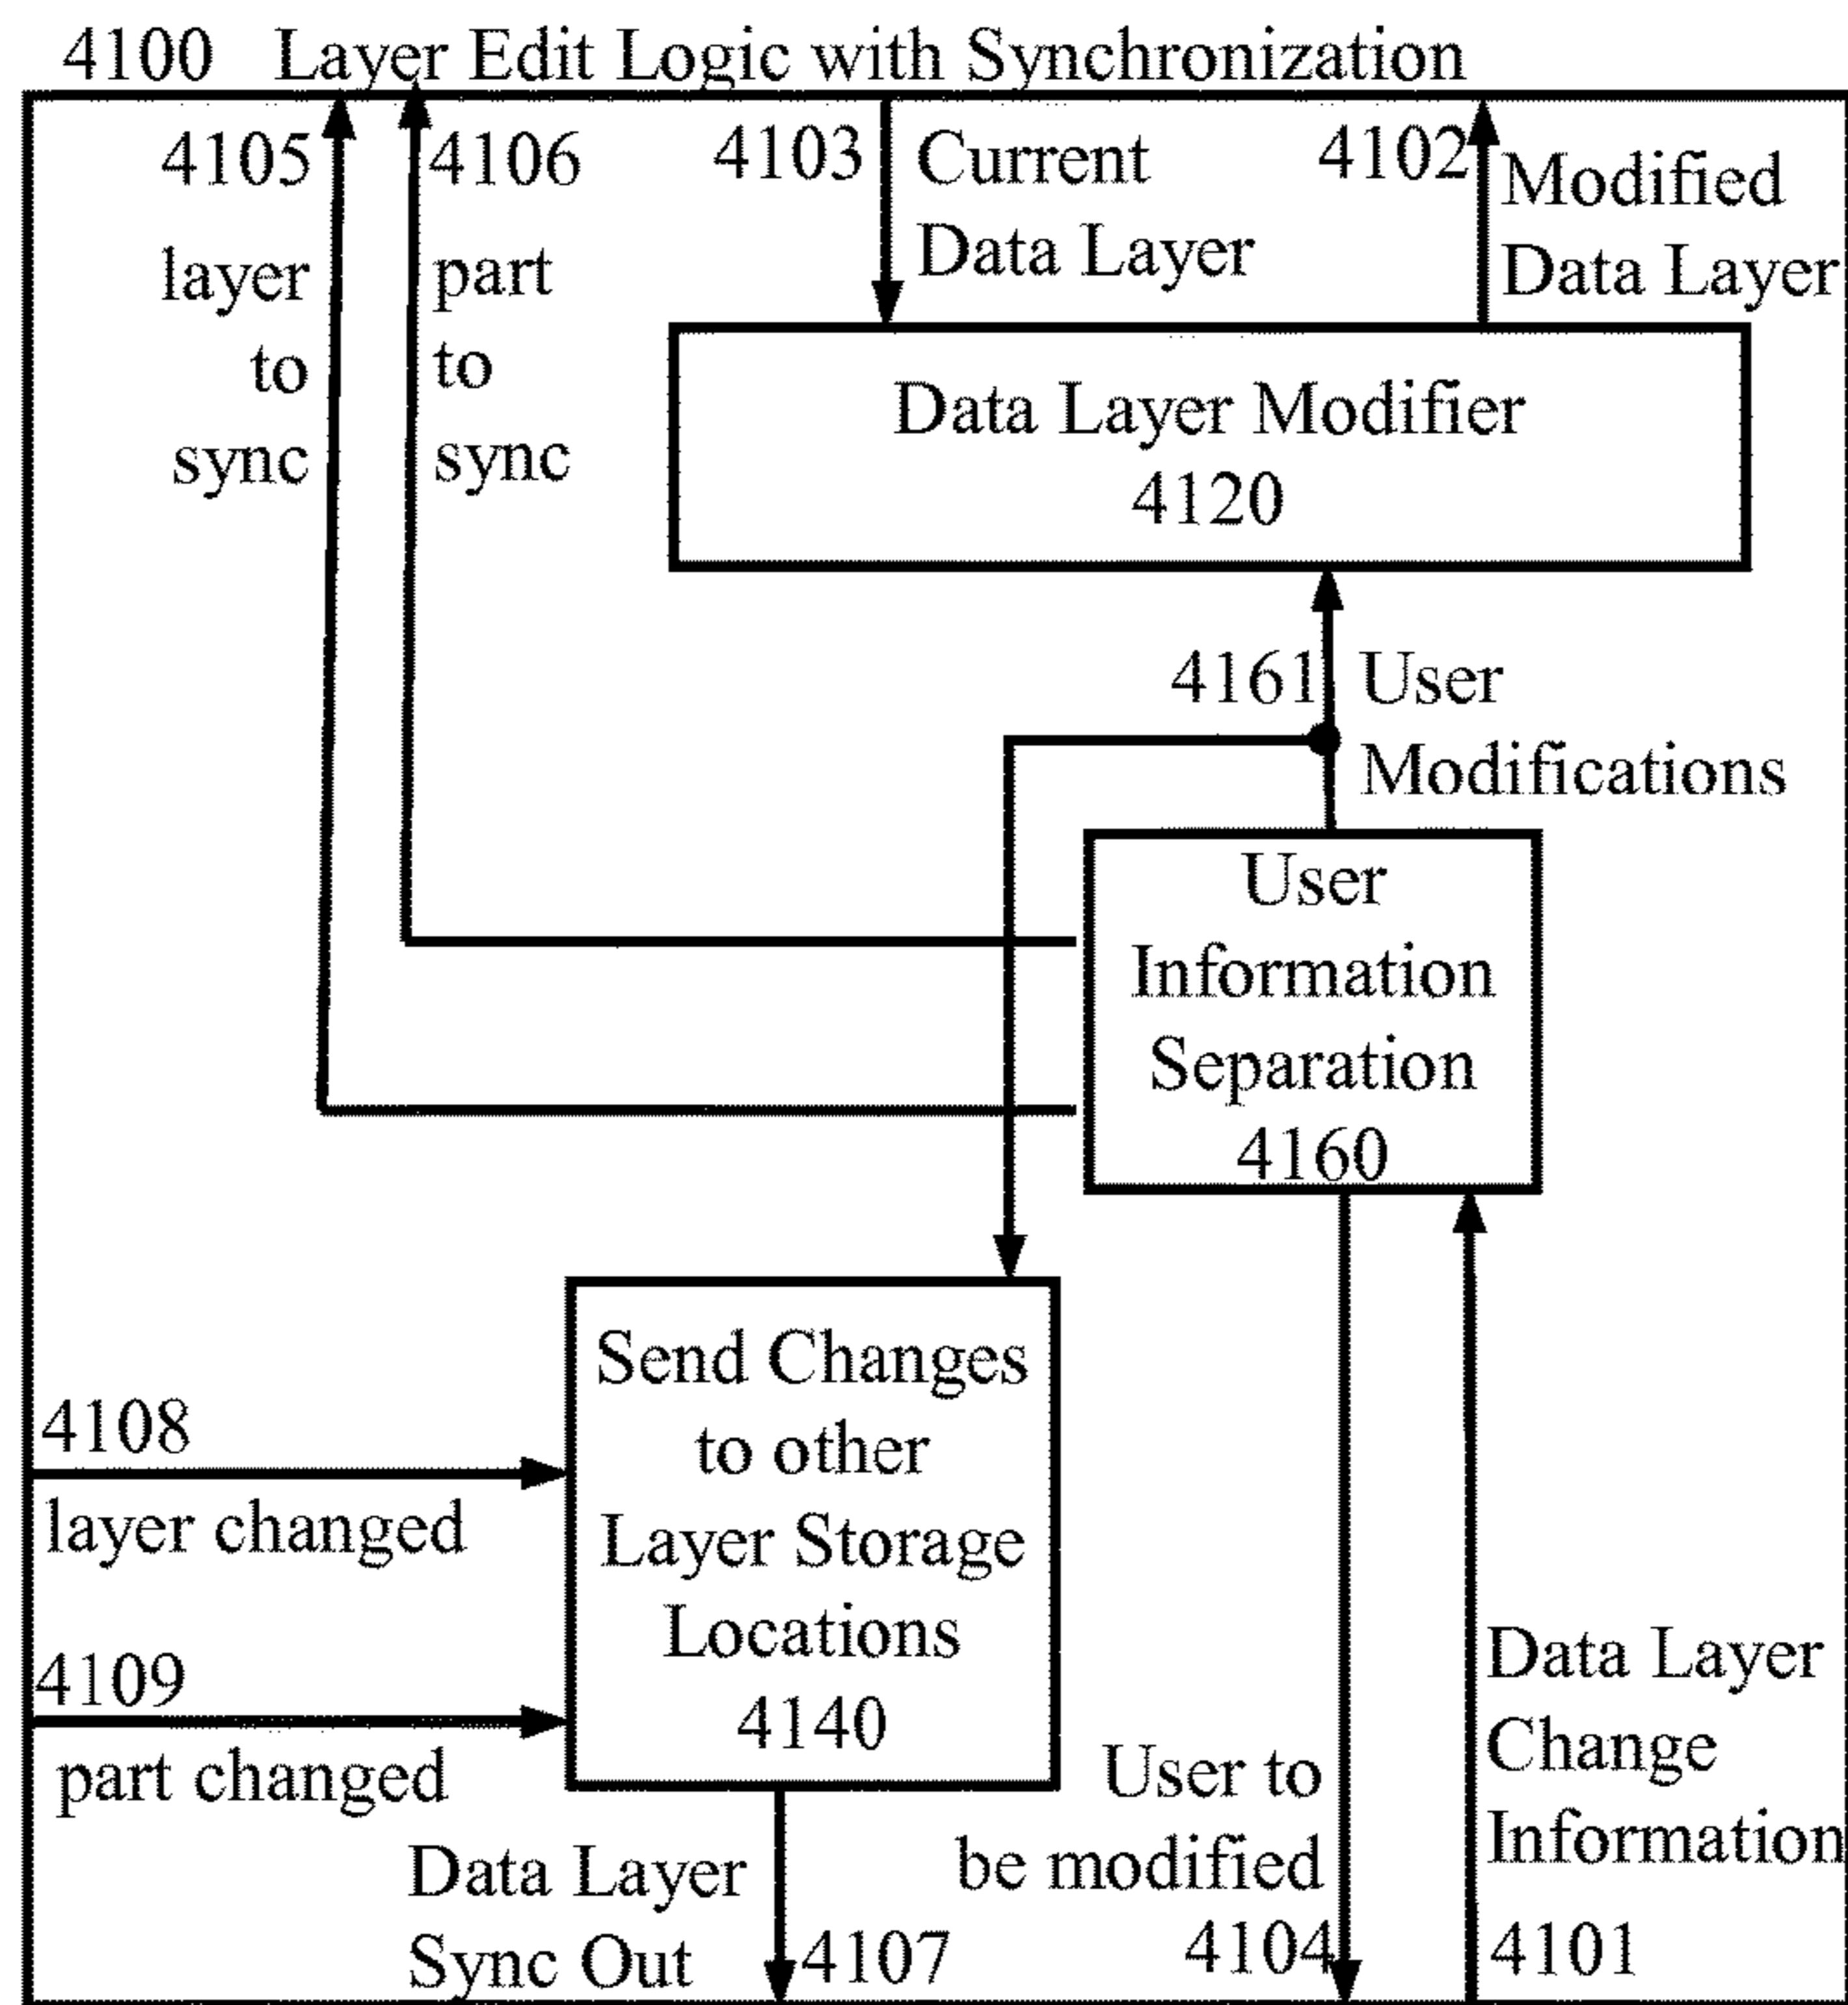 4100 Layer Edit Logic with Synchronization
4105
layer
to
sync
4106
part
to
sync
4103
Current
Data Layer
4102
Modified
Data Layer
Data Layer Modifier
4120
4161
User
Modifications
User
Information
Separation
4160
Send Changes
to other
Layer Storage
Locations
4140
4108
layer changed
4109
part changed
Data Layer
Sync Out
4107
User to
be modified
4104
Data Layer
Change
Information
4101